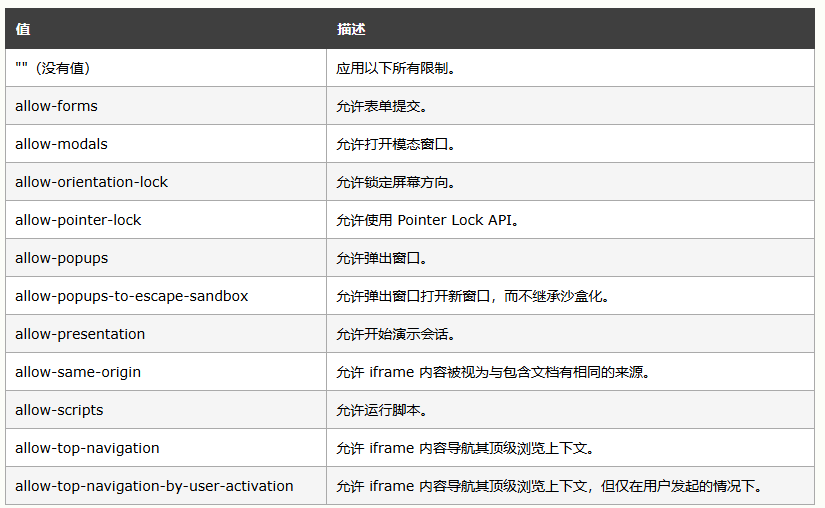 值 描述
""（没有值） 应用以下所有限制。
allow-forms 允许表单提交。
allow-modals 允许打开模态窗口。
allow-orientation-lock 允许锁定屏幕方向。
allow-pointer-lock 允许使用 Pointer Lock API。
allow-popups 允许弹出窗口。
allow-popups-to-escape-sandbox 允许弹出窗口打开新窗口，而不继承沙盒化。
allow-presentation 允许开始演示会话。
allow-same-origin 允许 iframe 内容被视为与包含文档有相同的来源。
allow-scripts 允许运行脚本。
allow-top-navigation 允许 iframe 内容导航其顶级浏览上下文。
allow-top-navigation-by-user-activation 允许 iframe 内容导航其顶级浏览上下文，但仅在用户发起的情况下。